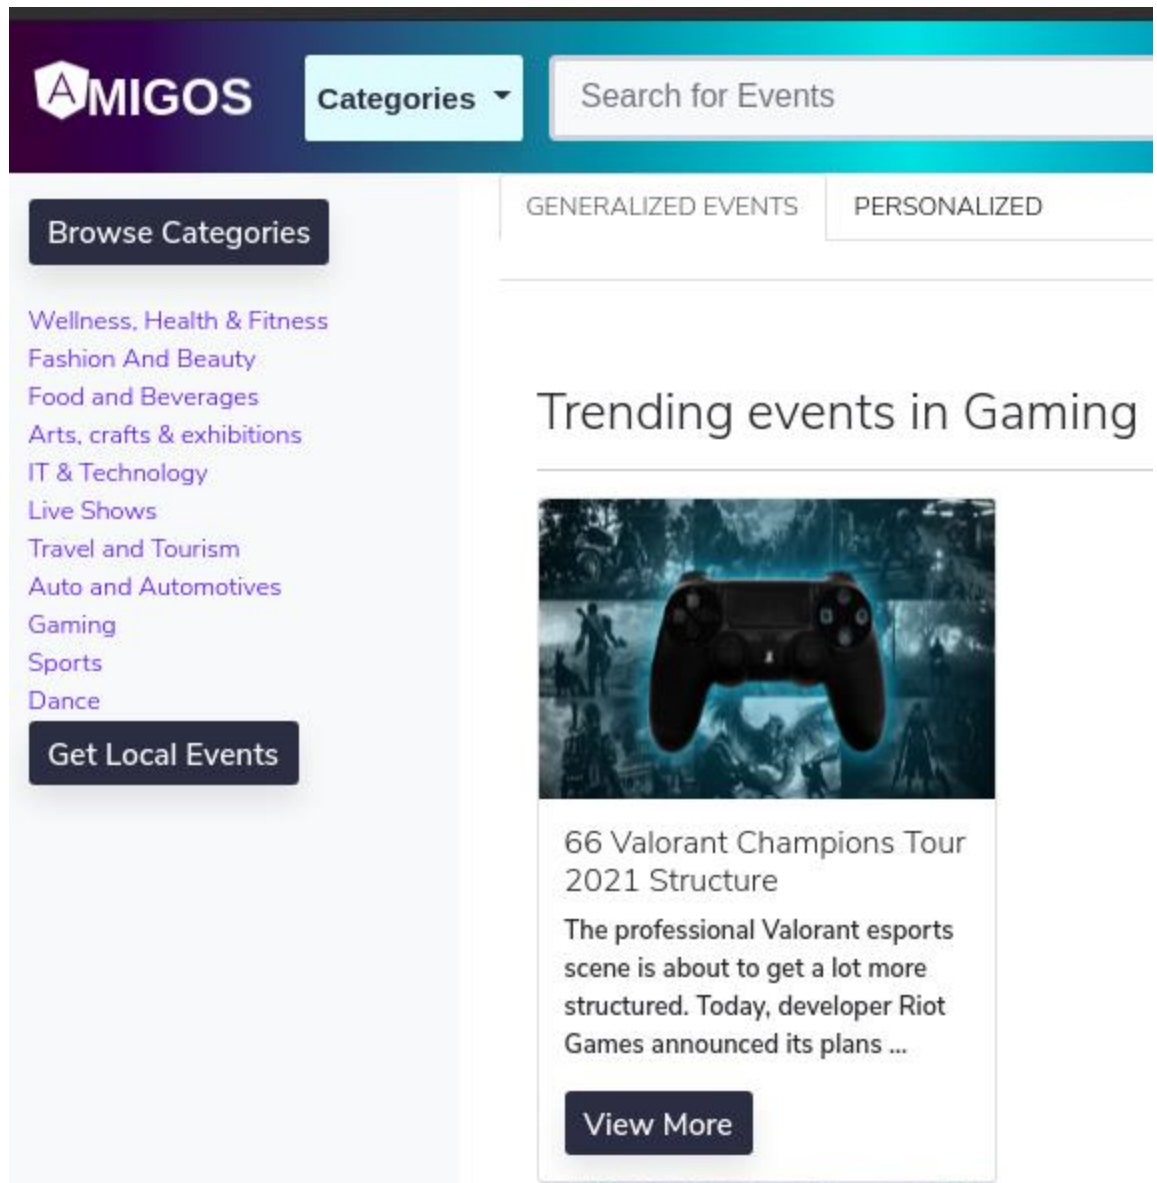 AMIGOS
Categories
Search for Events
Browse Categories
Wellness, Health & Fitness
Fashion And Beauty
Food and Beverages
Arts, crafts & exhibitions
IT & Technology
Live Shows
Travel and Tourism
Auto and Automotives
Gaming
Sports
Dance
Get Local Events
GENERALIZED EVENTS
PERSONALIZED
Trending events in Gaming
66 Valorant Champions Tour
2021 Structure
The professional Valorant esports
scene is about to get a lot more
structured. Today, developer Riot
Games announced its plans ...
View More